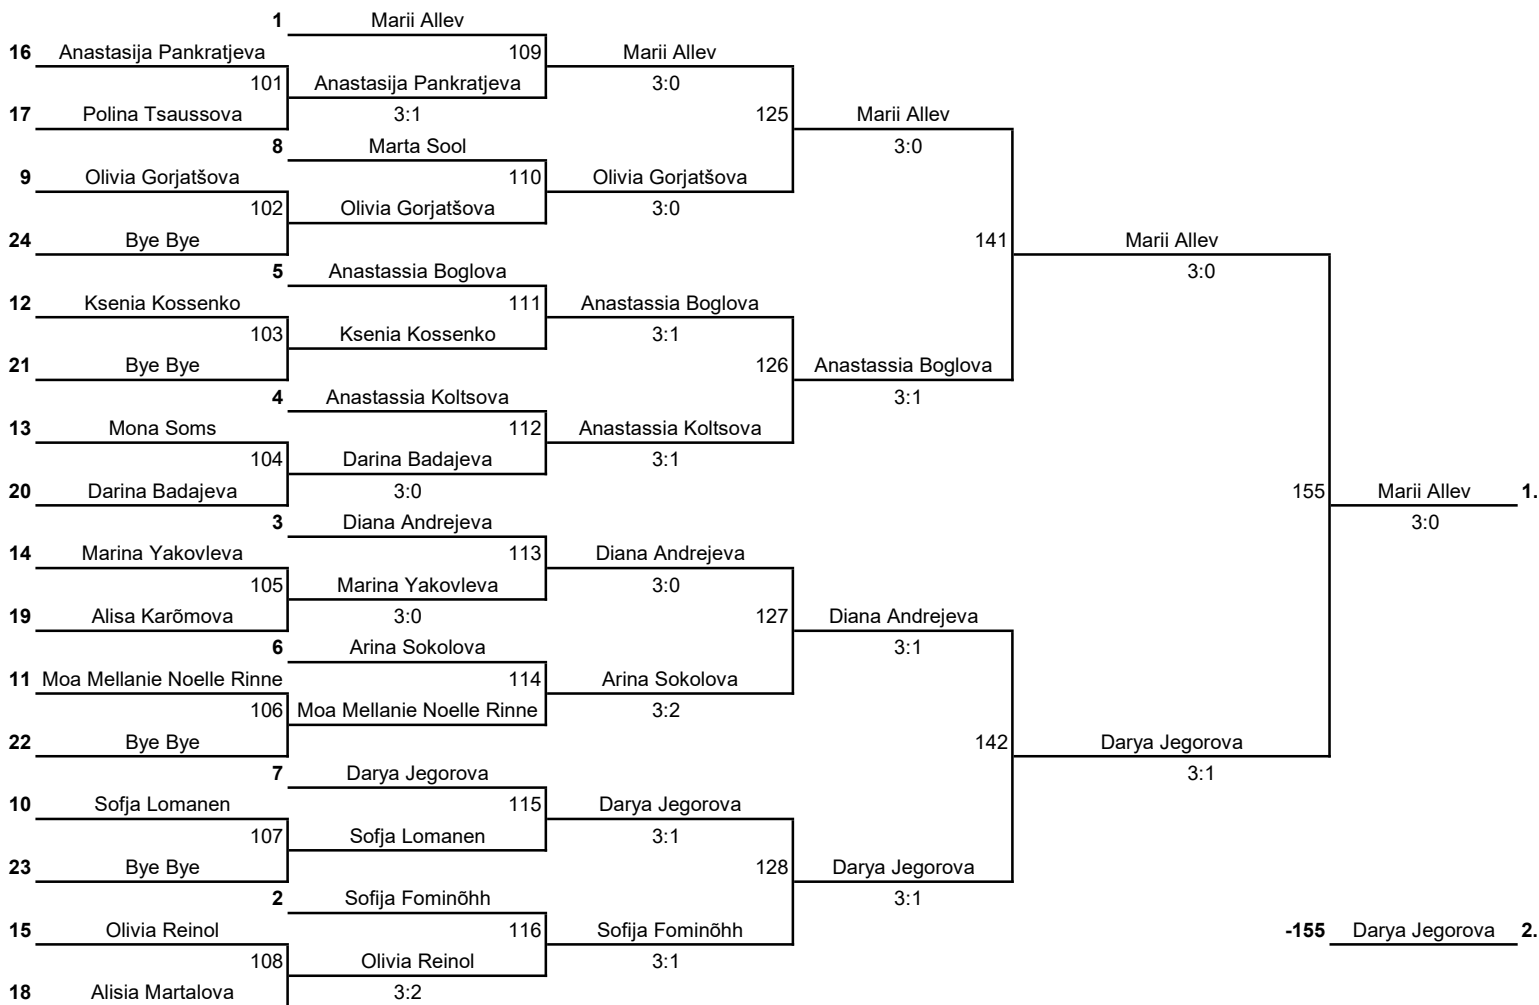 1 Marii Allev
16 Anastasija Pankratjeva 109 Marii Allev
101 Anastasija Pankratjeva 3:0
17 Polina Tsaussova 3:1 125 Marii Allev
8 Marta Sool 3:0
9 Olivia Gorjatšova 110 Olivia Gorjatšova
102 Olivia Gorjatšova 3:0
24 Bye Bye 141 Marii Allev
5 Anastassia Boglova 3:0
12 Ksenia Kossenko 111 Anastassia Boglova
103 Ksenia Kossenko 3:1
21 Bye Bye 126 Anastassia Boglova
4 Anastassia Koltsova 3:1
13 Mona Soms 112 Anastassia Koltsova
104 Darina Badajeva 3:1
20 Darina Badajeva 3:0 155 Marii Allev 1.
3 Diana Andrejeva 3:0
14 Marina Yakovleva 113 Diana Andrejeva
105 Marina Yakovleva 3:0
19 Alisa Karõmova 3:0 127 Diana Andrejeva
6 Arina Sokolova 3:1
11 Moa Mellanie Noelle Rinne 114 Arina Sokolova
106 Moa Mellanie Noelle Rinne 3:2
22 Bye Bye 142 Darya Jegorova
7 Darya Jegorova 3:1
10 Sofja Lomanen 115 Darya Jegorova
107 Sofja Lomanen 3:1
23 Bye Bye 128 Darya Jegorova
2 Sofija Fominõhh 3:1
15 Olivia Reinol 116 Sofija Fominõhh -155 Darya Jegorova 2.
108 Olivia Reinol 3:1
18 Alisia Martalova 3:2